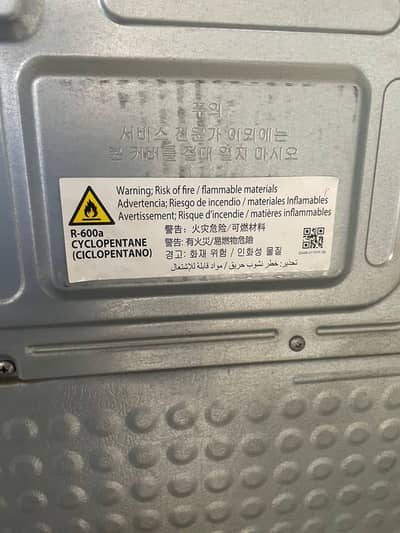 주의
서비스 전문가 이외에는
본 커버를 절대 열지 마시오
Warning; Risk of fire / flammable materials
Advertencia; Riesgo de incendio / materiales Inflamables
Avertissement; Risque d'incendie / matières inflammables
R-600a
CYCLOPENTANE
(CICLOPENTANO)
警告: 火灾危险/可燃材料
警告: 有火災/易燃物危險
경고: 화재 위험 / 인화성 물질
تحذير: خطر نشوب حريق / مواد قابلة للاشتعال